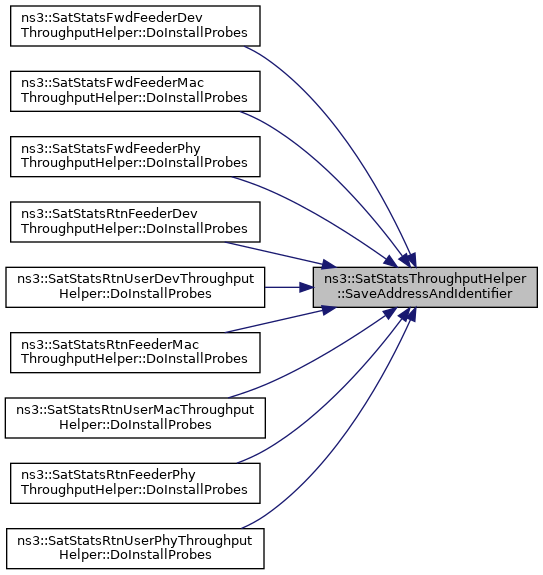 ns3::SatStatsFwdFeederDev
ThroughputHelper::DoInstallProbes
ns3::SatStatsFwdFeederMac
ThroughputHelper::DoInstallProbes
ns3::SatStatsFwdFeederPhy
ThroughputHelper::DoInstallProbes
ns3::SatStatsRtnFeederDev
ThroughputHelper::DoInstallProbes
ns3::SatStatsRtnUserDevThroughput
Helper::DoInstallProbes
ns3::SatStatsThroughputHelper
::SaveAddressAndIdentifier
ns3::SatStatsRtnFeederMac
ThroughputHelper::DoInstallProbes
ns3::SatStatsRtnUserMacThroughput
Helper::DoInstallProbes
ns3::SatStatsRtnFeederPhy
ThroughputHelper::DoInstallProbes
ns3::SatStatsRtnUserPhyThroughput
Helper::DoInstallProbes